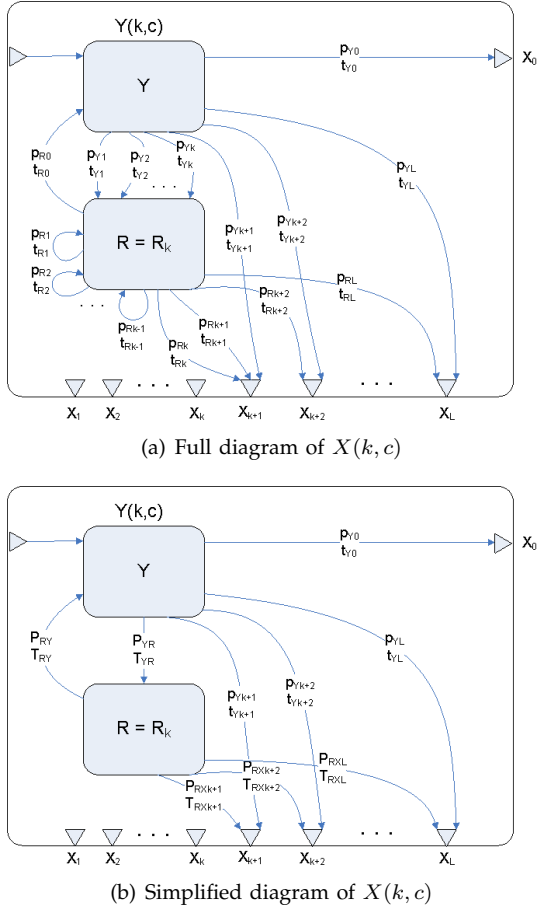 Y(k,c)
Y
p_Y0
t_Y0
X_0
p_R0
t_R0
p_Y1
t_Y1
p_Y2
t_Y2
. . .
p_Yk
t_Yk
p_YL
t_YL
R = R_k
p_R1
t_R1
p_R2
t_R2
. . .
p_Rk-1
t_Rk-1
p_Rk
t_Rk
p_Rk+1
t_Rk+1
p_Yk+1
t_Yk+1
p_Yk+2
t_Yk+2
p_Rk+2
t_Rk+2
p_RL
t_RL
. . .
. . .
X_1
X_2
X_k
X_k+1
X_k+2
X_L
(a) Full diagram of X(k, c)
Y(k,c)
Y
p_Y0
t_Y0
X_0
P_RY
T_RY
P_YR
T_YR
p_YL
t_YL
p_Yk+1
t_Yk+1
p_Yk+2
t_Yk+2
R = R_k
P_RXk+1
T_RXk+1
P_RXk+2
T_RXk+2
P_RXL
T_RXL
. . .
. . .
X_1
X_2
X_k
X_k+1
X_k+2
X_L
(b) Simplified diagram of X(k, c)